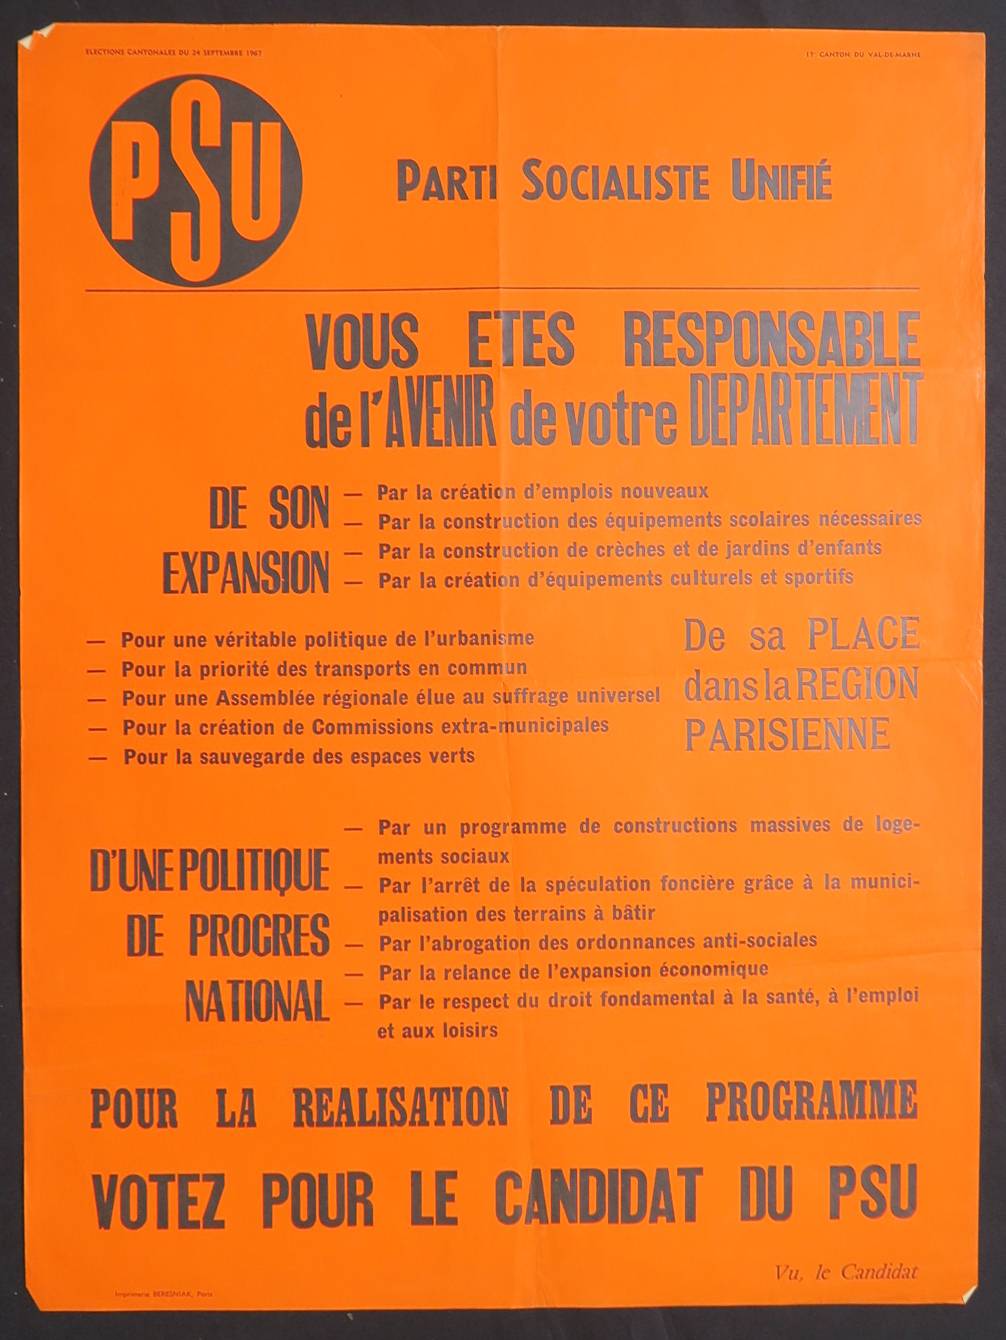 ELECTIONS CANTONALES DU 24 SEPTEMBRE 1967
17e CANTON DU VAL-DE-MARNE
PSU
PARTI SOCIALISTE UNIFIÉ
VOUS ETES RESPONSABLE
de l'AVENIR de votre DEPARTEMENT
DE SON
EXPANSION
— Par la création d'emplois nouveaux
— Par la construction des équipements scolaires nécessaires
— Par la construction de crèches et de jardins d'enfants
— Par la création d'équipements culturels et sportifs
— Pour une véritable politique de l'urbanisme
— Pour la priorité des transports en commun
— Pour une Assemblée régionale élue au suffrage universel
— Pour la création de Commissions extra-municipales
— Pour la sauvegarde des espaces verts
De sa PLACE
dans la REGION
PARISIENNE
D'UNE POLITIQUE
DE PROGRES
NATIONAL
— Par un programme de constructions massives de loge-
ments sociaux
— Par l'arrêt de la spéculation foncière grâce à la munici-
palisation des terrains à bâtir
— Par l'abrogation des ordonnances anti-sociales
— Par la relance de l'expansion économique
— Par le respect du droit fondamental à la santé, à l'emploi
et aux loisirs
POUR LA REALISATION DE CE PROGRAMME
VOTEZ POUR LE CANDIDAT DU PSU
Vu, le Candidat
Imprimerie BERESNIAK, Paris